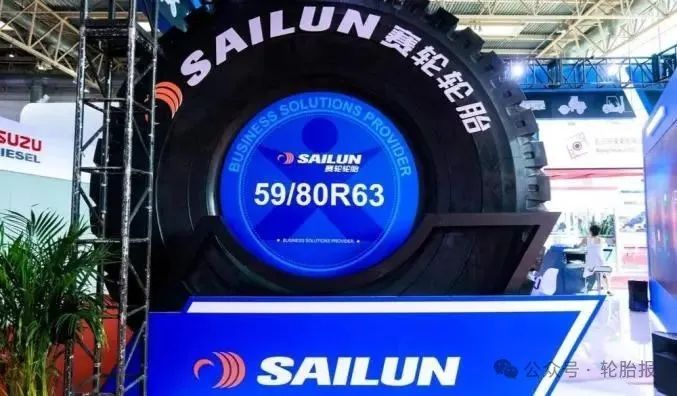 SAILUN 赛轮轮胎
BUSINESS SOLUTIONS PROVIDER
SAILUN
赛轮轮胎
59/80R63
BUSINESS SOLUTIONS PROVIDER
SUZU
DIESEL
SAILUN
公众号 · 轮胎报